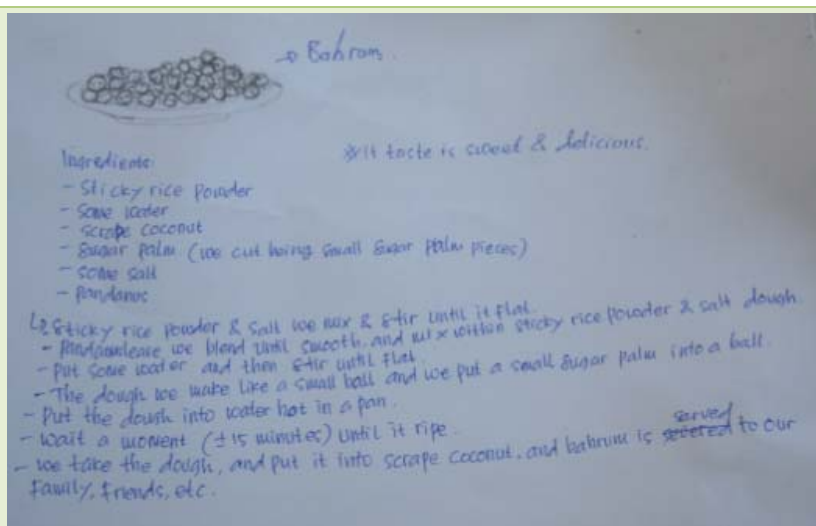 → Bahrum.
※It taste is sweet & delicious.
Ingredients:
- Sticky rice powder
- Some water
- scrape coconut
- Sugar palm (we cut being small sugar palm pieces)
- some salt
- Pandanus
↳ Sticky rice powder & salt we mix & stir until it flat.
- Pandanleave we blend until smooth, and mix within sticky rice powder & salt dough
- Put some water and then stir until flat.
- The dough we make like a small ball and we put a small sugar palm into a ball.
- Put the dough into water hot in a pan.
- Wait a moment (±15 minutes) until it ripe.
- we take the dough, and put it into scrape coconut, and bahrum is served to our
family, friends, etc.